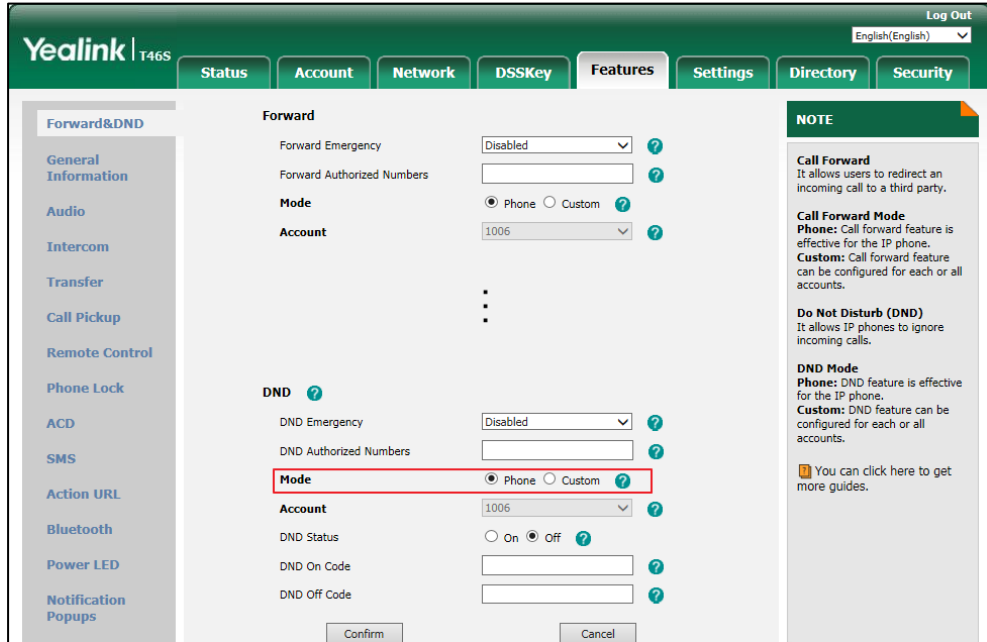 Log Out
English(English)
Yealink T46S
Status Account Network DSSKey Features Settings Directory Security
Forward&DND
General
Information
Audio
Intercom
Transfer
Call Pickup
Remote Control
Phone Lock
ACD
SMS
Action URL
Bluetooth
Power LED
Notification
Popups
Forward
Forward Emergency Disabled ?
Forward Authorized Numbers ?
Mode Phone Custom ?
Account 1006 ?
DND ?
DND Emergency Disabled ?
DND Authorized Numbers ?
Mode Phone Custom ?
Account 1006 ?
DND Status On Off ?
DND On Code ?
DND Off Code ?
Confirm Cancel
NOTE
Call Forward
It allows users to redirect an
incoming call to a third party.
Call Forward Mode
Phone: Call forward feature is
effective for the IP phone.
Custom: Call forward feature
can be configured for each or all
accounts.
Do Not Disturb (DND)
It allows IP phones to ignore
incoming calls.
DND Mode
Phone: DND feature is effective
for the IP phone.
Custom: DND feature can be
configured for each or all
accounts.
? You can click here to get
more guides.